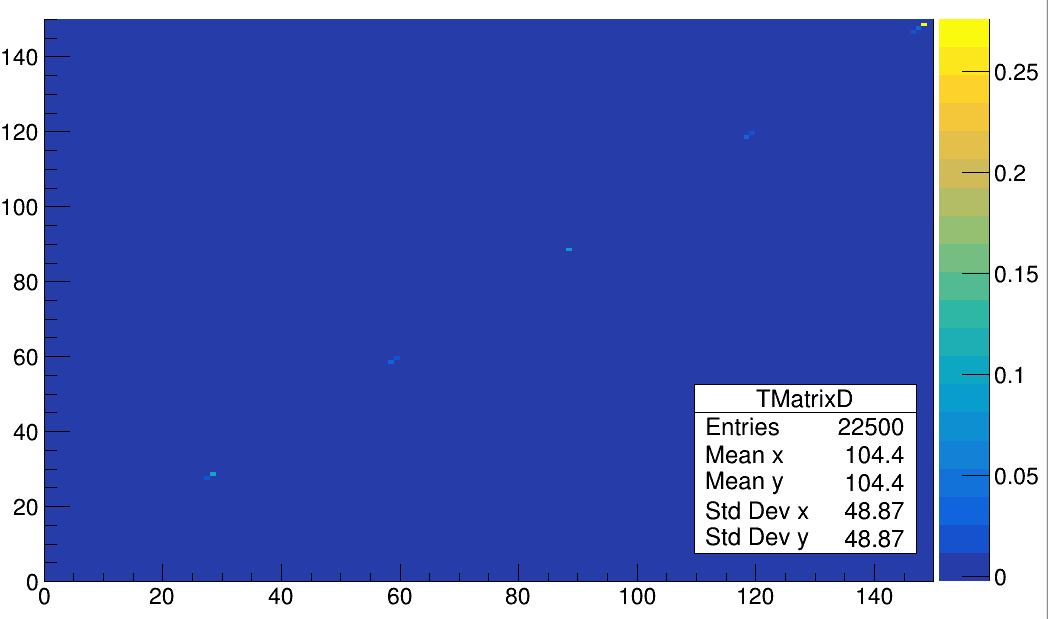 140
120
100
80
60
40
20
0
0 20 40 60 80 100 120 140
0.25
0.2
0.15
0.1
0.05
0
TMatrixD
Entries 22500
Mean x 104.4
Mean y 104.4
Std Dev x 48.87
Std Dev y 48.87